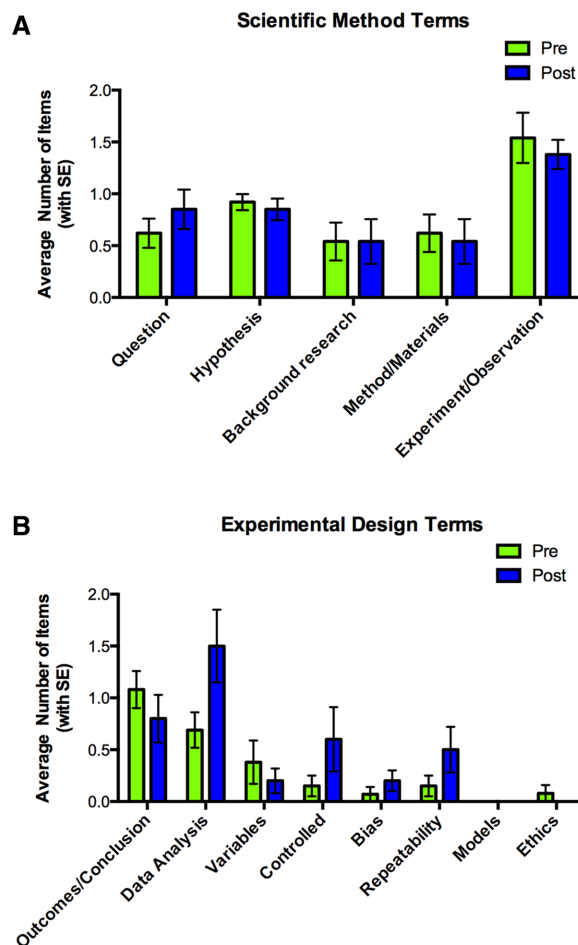 A
Scientific Method Terms
Pre
Post
Average Number of Items
(with SE)
2.0
1.5
1.0
0.5
0.0
Question
Hypothesis
Background research
Method/Materials
Experiment/Observation
B
Experimental Design Terms
Pre
Post
Average Number of Items
(with SE)
2.0
1.5
1.0
0.5
0.0
Outcomes/Conclusion
Data Analysis
Variables
Controlled
Bias
Repeatability
Models
Ethics